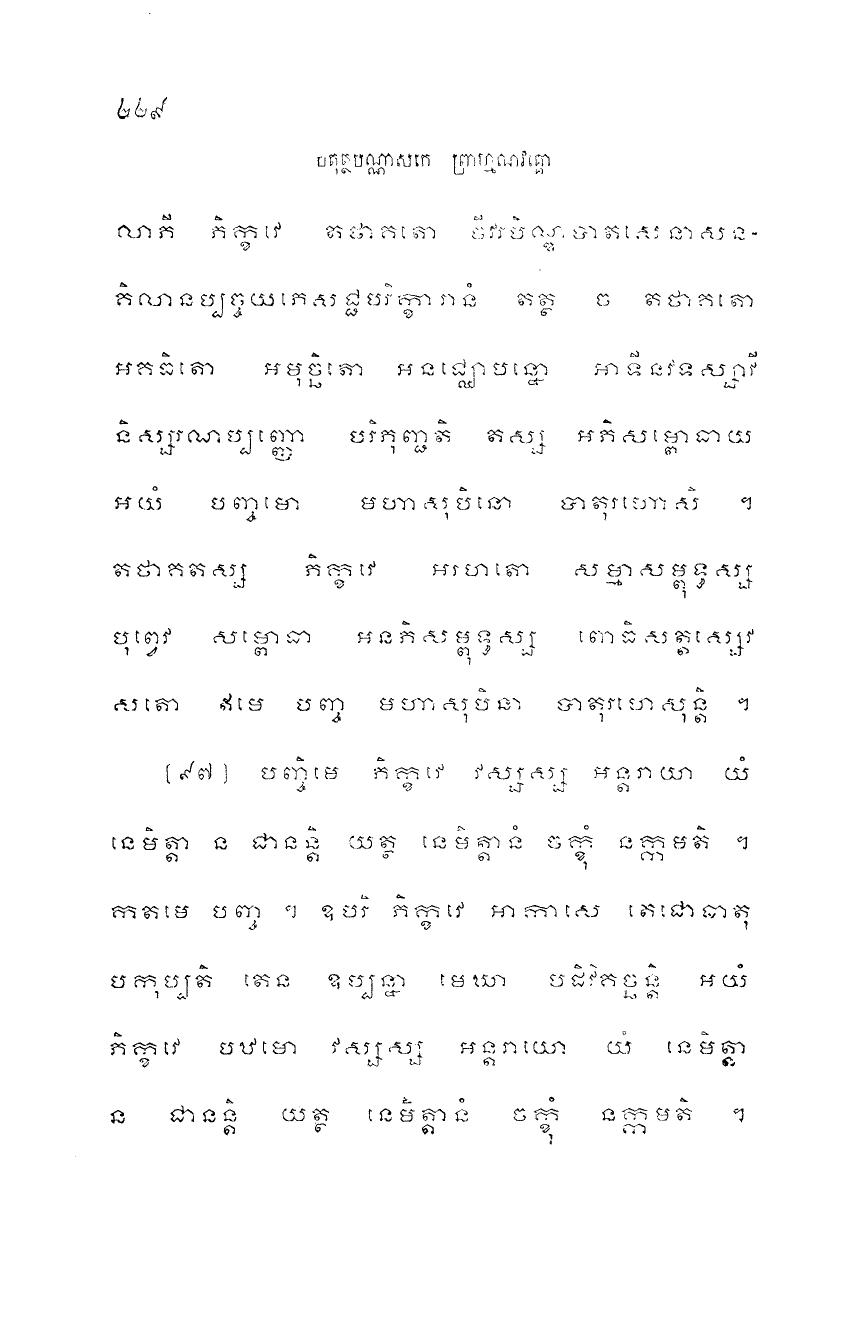 ២២៩
ចតុត្ថបណ្ណាសកេ ព្រាហ្មណវគ្គោ
លាភី ភិក្ខវេ តថាគតោ ចីវរបិណ្ឌបាតសេនាសន-
គិលានប្បច្ចយភេសជ្ជបរិក្ខារានំ តត្ថ ច តថាគតោ
អគធិតោ អមុច្ឆិតោ អនជ្ឈោបន្នោ អាទីនវទស្សាវី
និស្សរណប្បញ្ញោ បរិភុញ្ជតិ តស្ស អភិសម្ពោធាយ
អយំ បញ្ចមោ មហាសុបិនោ បាតុរហោសិ ។
តថាគតស្ស ភិក្ខវេ អរហតោ សម្មាសម្ពុទ្ធស្ស
បុព្វេវ សម្ពោធា អនភិសម្ពុទ្ធស្ស ពោធិសត្តស្សេវ
សតោ ឥមេ បញ្ច មហាសុបិនា បាតុរហេសុន្តិ ។
[៩៧] បញ្ចិមេ ភិក្ខវេ វស្សស្ស អន្តរាយា យំ
នេមិត្តា ន ជានន្តិ យត្ថ នេមិត្តានំ ចក្ខុំ នក្កមតិ ។
កតមេ បញ្ច ។ ឧបរិ ភិក្ខវេ អាកាសេ តេជោធាតុ
បកុប្បតិ តេន ឧប្បន្នា មេឃា បដិវិគច្ឆន្តិ អយំ
ភិក្ខវេ បឋមោ វស្សស្ស អន្តរាយោ យំ នេមិត្តា
ន ជានន្តិ យត្ថ នេមិត្តានំ ចក្ខុំ នក្កមតិ ។